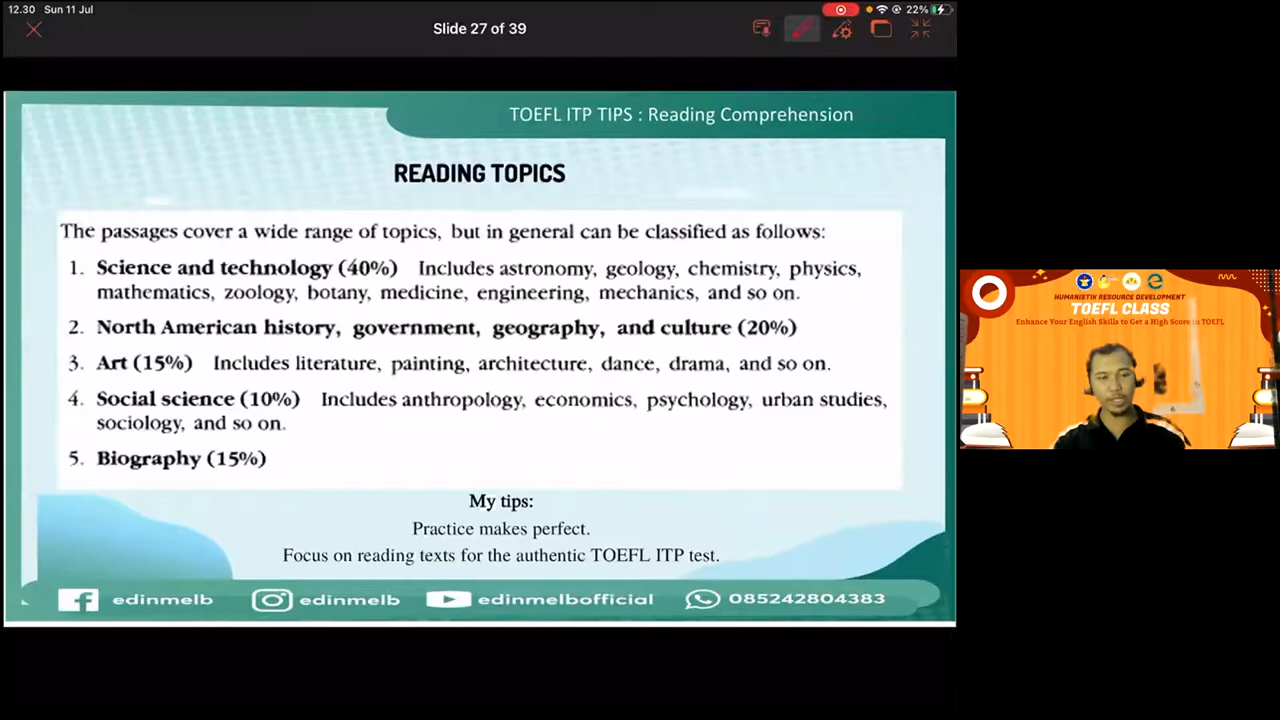 12.30 Sun 11 Jul
22%
Slide 27 of 39
TOEFL ITP TIPS : Reading Comprehension
READING TOPICS
The passages cover a wide range of topics, but in general can be classified as follows:
1. Science and technology (40%) Includes astronomy, geology, chemistry, physics,
mathematics, zoology, botany, medicine, engineering, mechanics, and so on.
2. North American history, government, geography, and culture (20%)
3. Art (15%) Includes literature, painting, architecture, dance, drama, and so on.
4. Social science (10%) Includes anthropology, economics, psychology, urban studies,
sociology, and so on.
5. Biography (15%)
My tips:
Practice makes perfect.
Focus on reading texts for the authentic TOEFL ITP test.
edinmelb edinmelb edinmelbofficial 085242804383
HUMANISTIK RESOURCE DEVELOPMENT
TOEFL CLASS
Enhance Your English Skills to Get a High Score in TOEFL